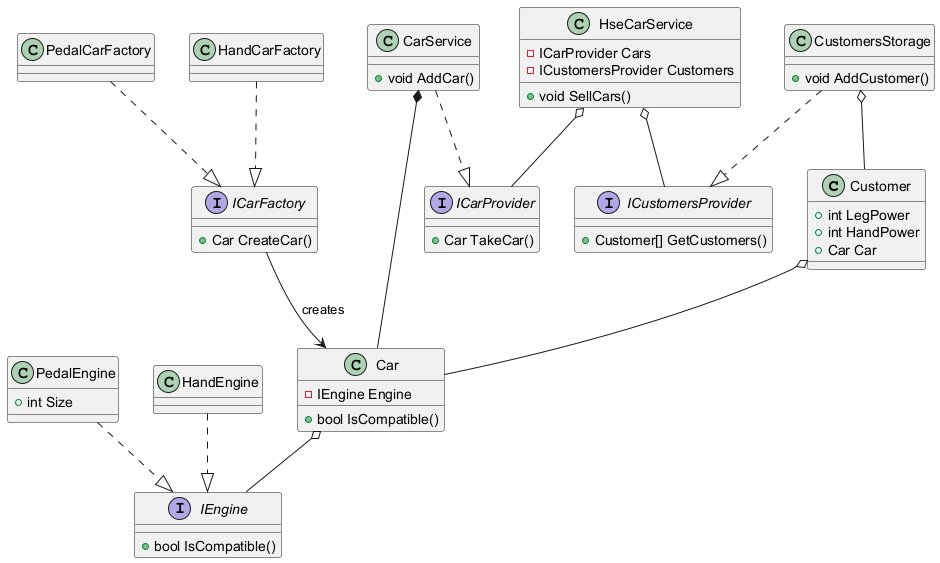 C PedalCarFactory
C HandCarFactory
C CarService
void AddCar()
C HseCarService
ICarProvider Cars
ICustomersProvider Customers
void SellCars()
C CustomersStorage
void AddCustomer()
I ICarFactory
Car CreateCar()
I ICarProvider
Car TakeCar()
I ICustomersProvider
Customer[] GetCustomers()
C Customer
int LegPower
int HandPower
Car Car
creates
C PedalEngine
int Size
C HandEngine
C Car
IEngine Engine
bool IsCompatible()
I IEngine
bool IsCompatible()